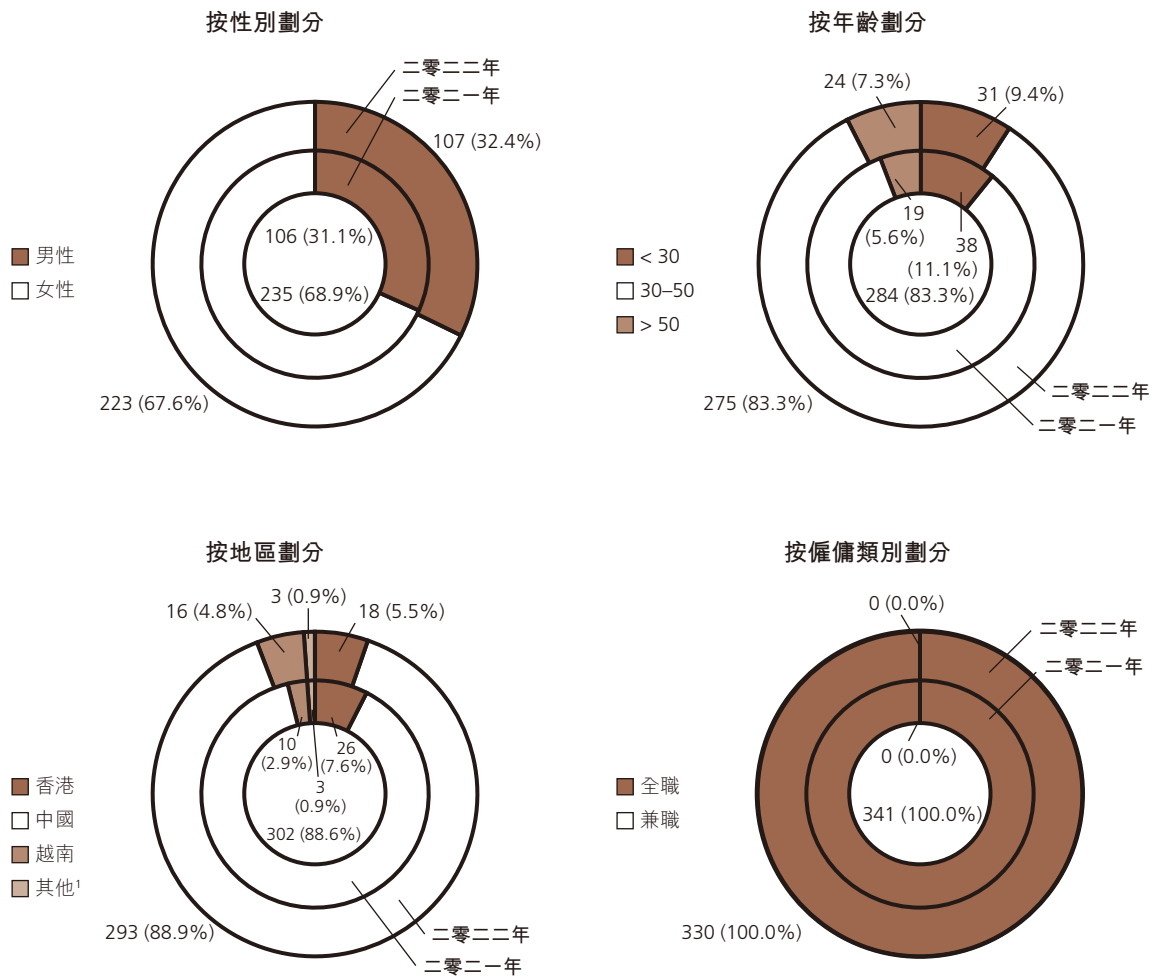 按性別劃分
二零二二年
二零二一年
107 (32.4%)
106 (31.1%)
235 (68.9%)
男性
女性
223 (67.6%)
按年齡劃分
24 (7.3%)
31 (9.4%)
19
(5.6%)
38
(11.1%)
284 (83.3%)
< 30
30–50
> 50
275 (83.3%)
二零二二年
二零二一年
按地區劃分
3 (0.9%)
16 (4.8%)
18 (5.5%)
10
(2.9%)
26
(7.6%)
3
(0.9%)
302 (88.6%)
香港
中國
越南
其他¹
293 (88.9%)
二零二二年
二零二一年
按僱傭類別劃分
0 (0.0%)
二零二二年
二零二一年
0 (0.0%)
341 (100.0%)
全職
兼職
330 (100.0%)